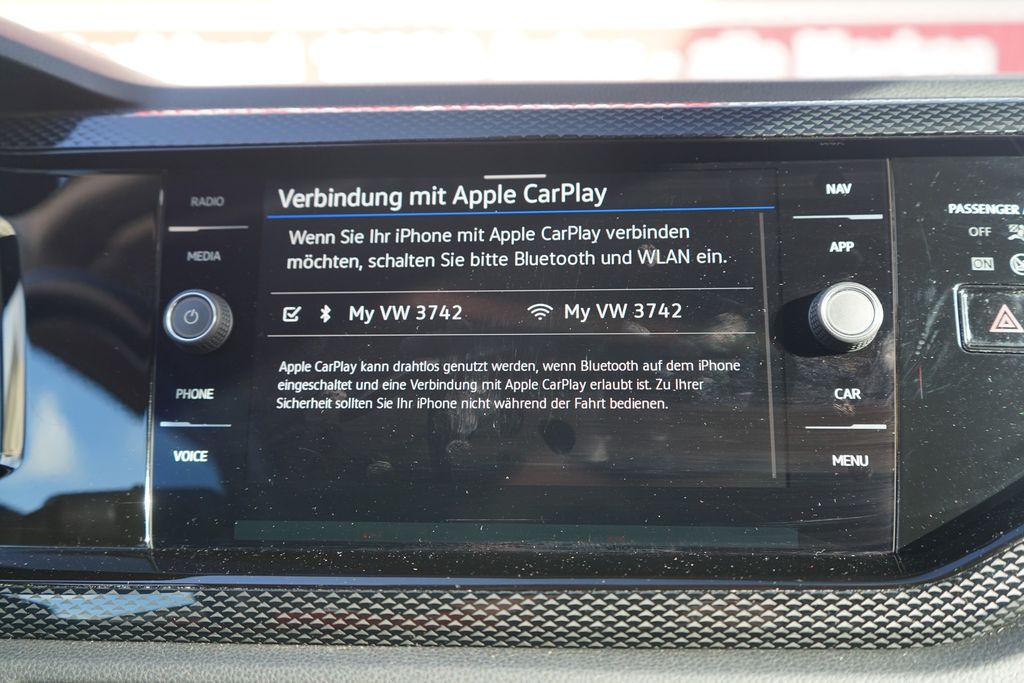 Verbindung mit Apple CarPlay
Wenn Sie Ihr iPhone mit Apple CarPlay verbinden
möchten, schalten Sie bitte Bluetooth und WLAN ein.
My VW 3742 My VW 3742
Apple CarPlay kann drahtlos genutzt werden, wenn Bluetooth auf dem iPhone
eingeschaltet und eine Verbindung mit Apple CarPlay erlaubt ist. Zu Ihrer
Sicherheit sollten Sie Ihr iPhone nicht während der Fahrt bedienen.
RADIO
MEDIA
PHONE
VOICE
NAV
APP
CAR
MENU
PASSENGER
OFF
ON